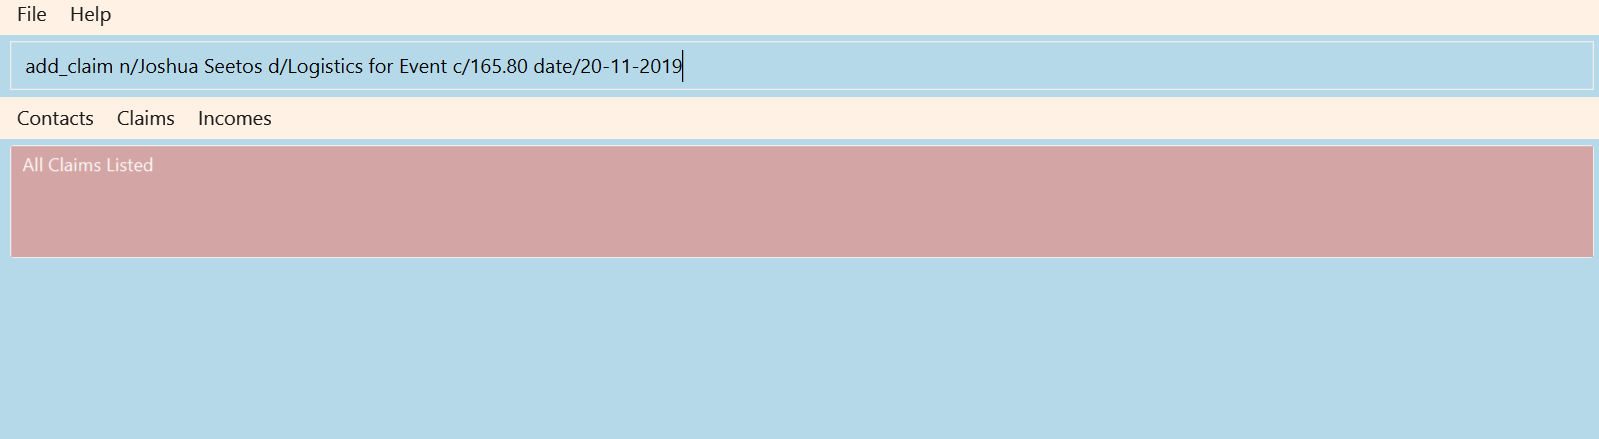 File Help
add_claim n/Joshua Seetos d/Logistics for Event c/165.80 date/20-11-2019
Contacts Claims Incomes
All Claims Listed